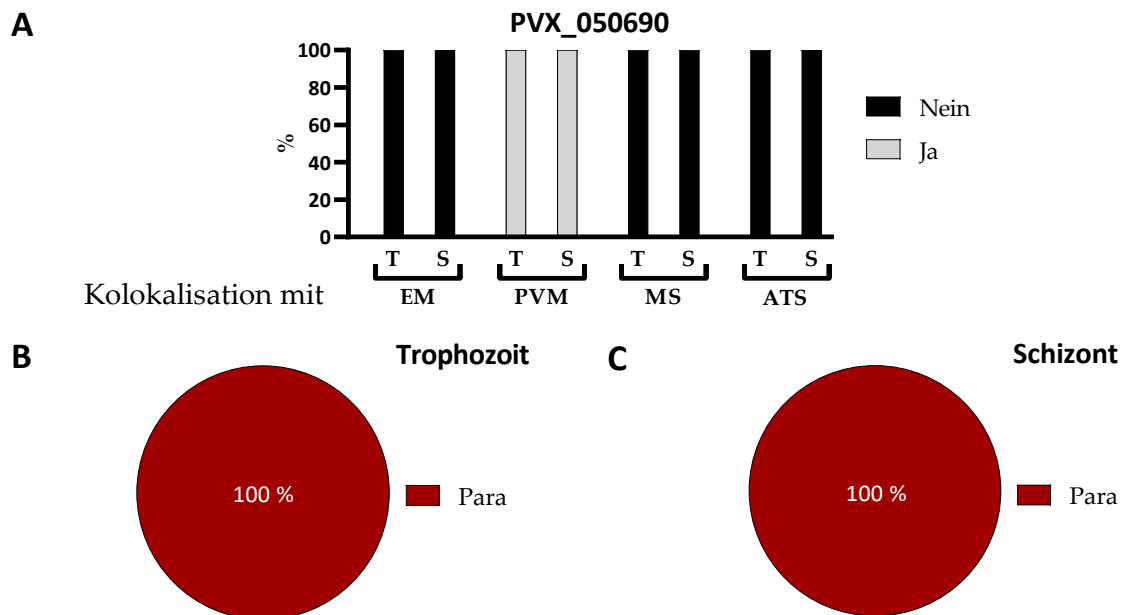 A
PVX_050690
100
80
60
40
20
0
%
Nein
Ja
T S T S T S T S
Kolokalisation mit EM PVM MS ATS
B Trophozoit
100 %
Para
C Schizont
100 %
Para